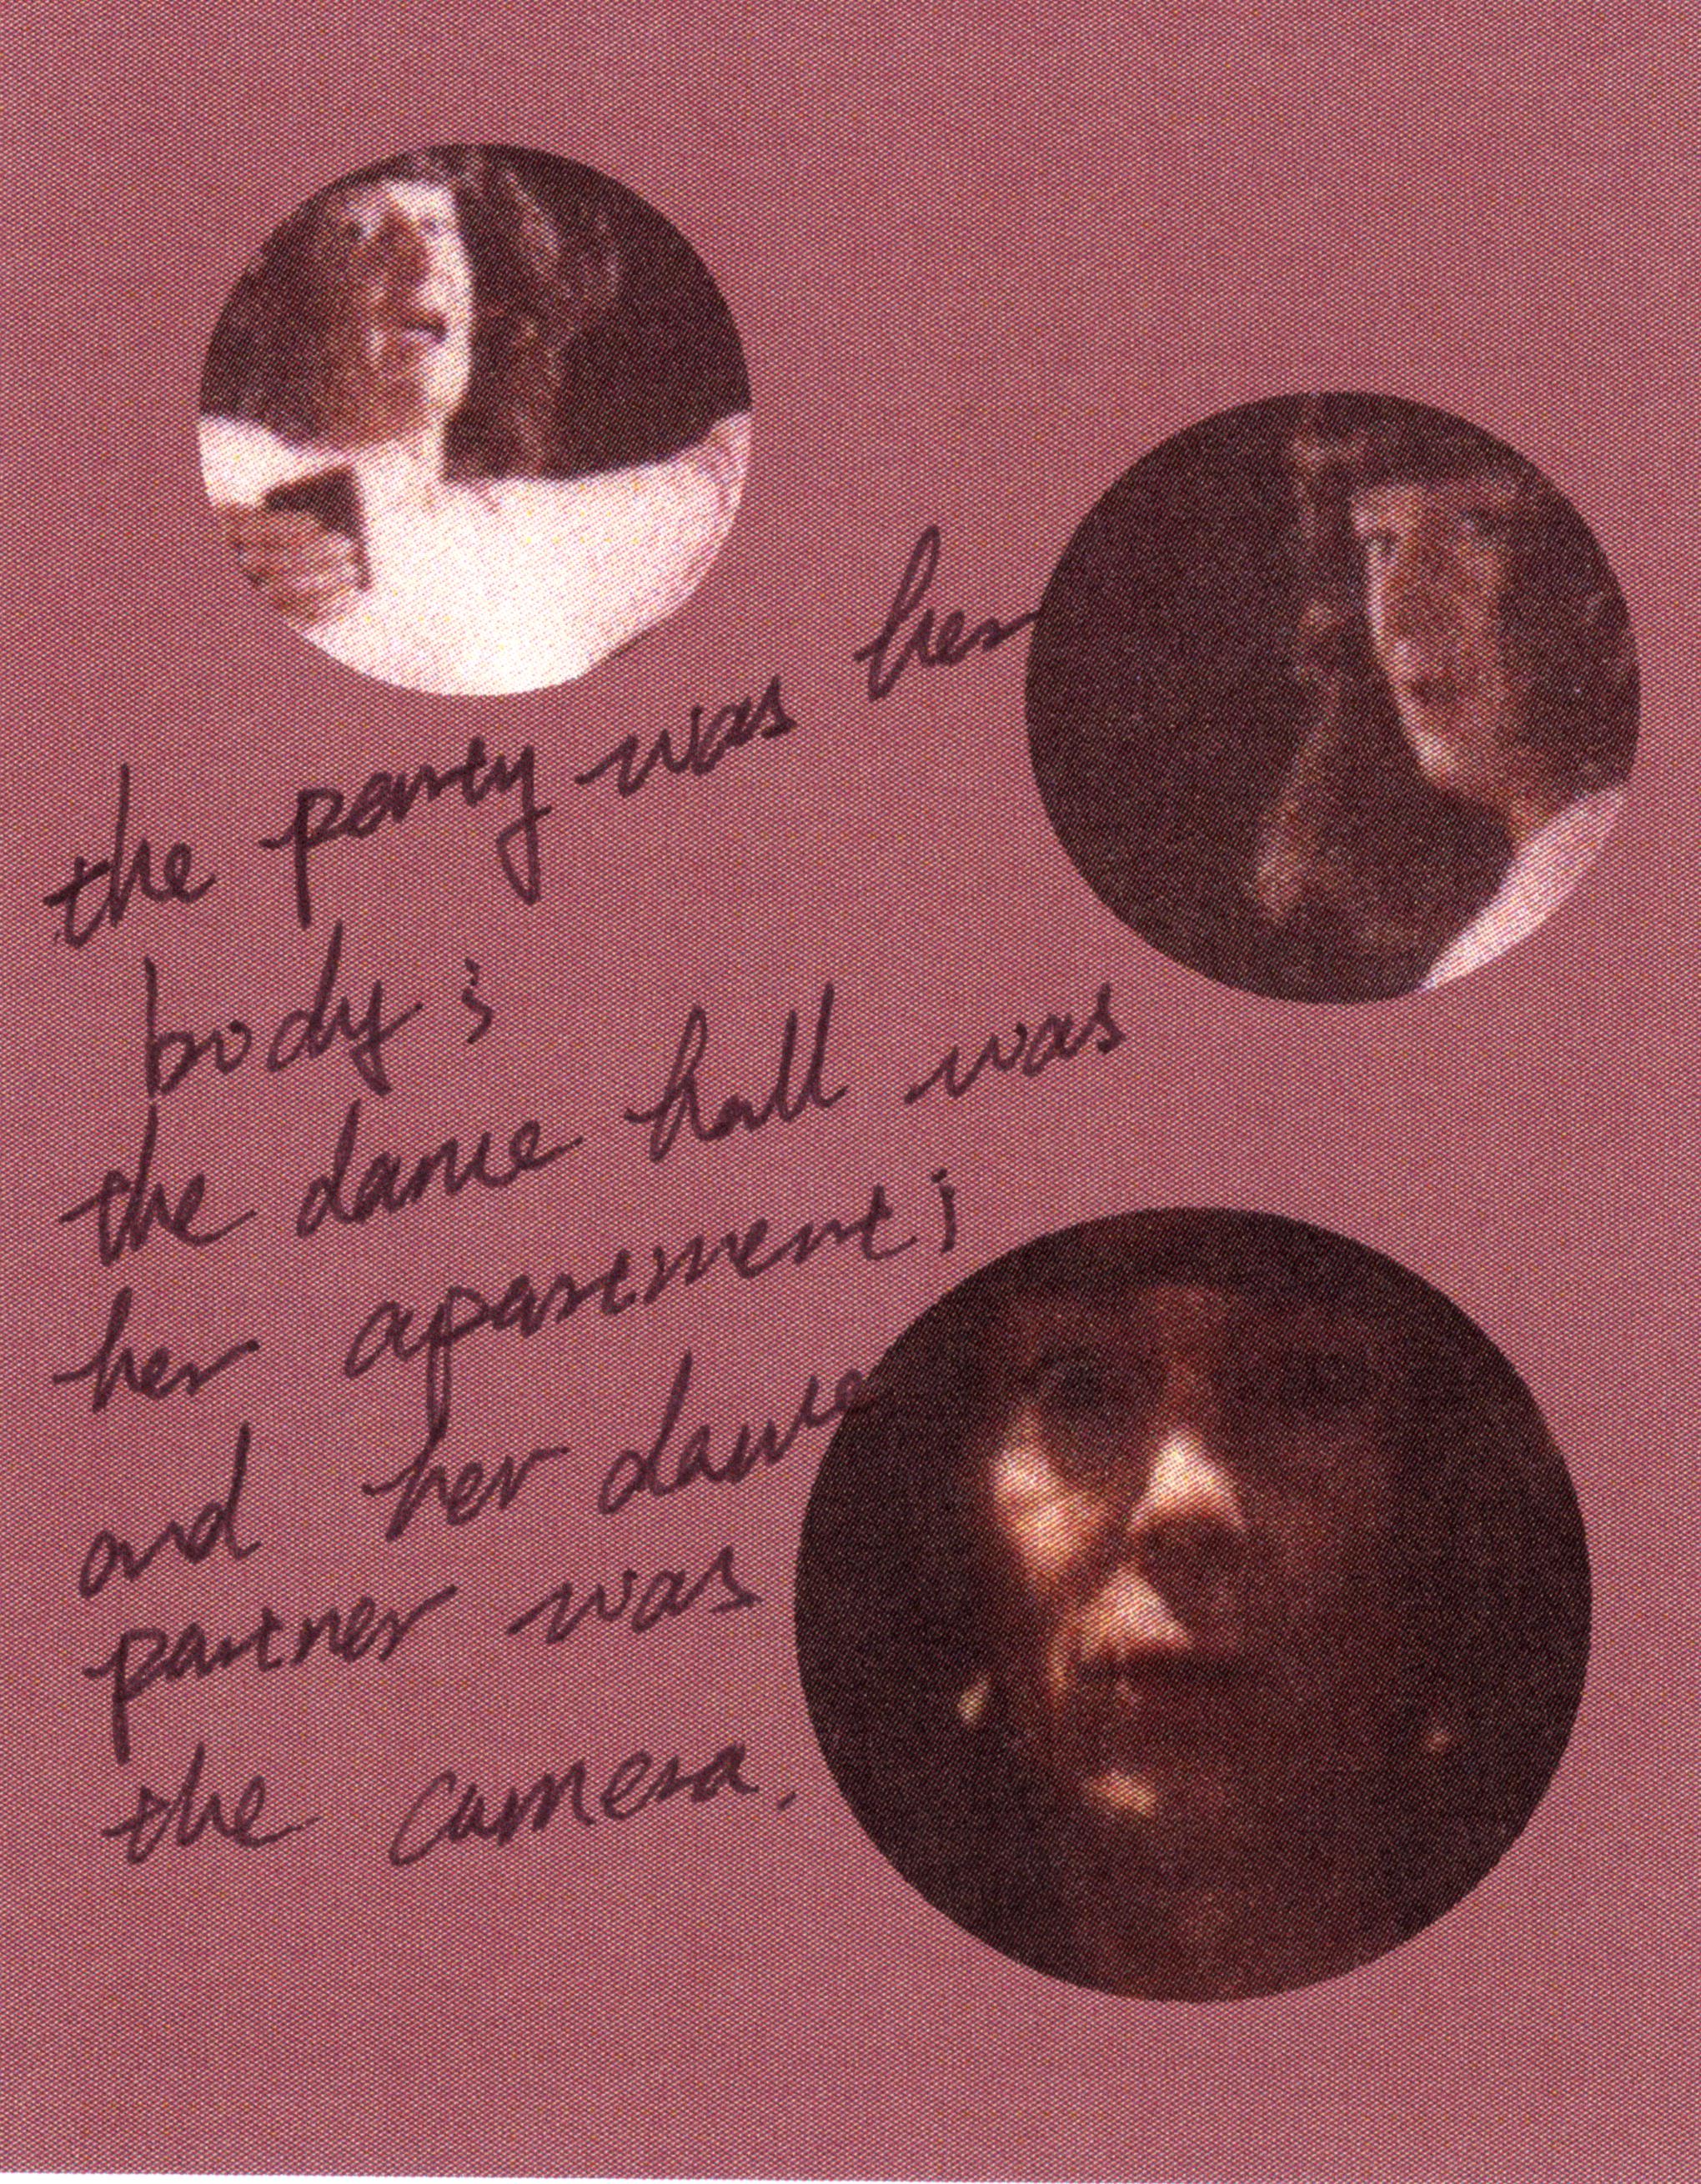 the party was her
body;
the dance hall was
her apartment;
and her dance
partner was
the camera.